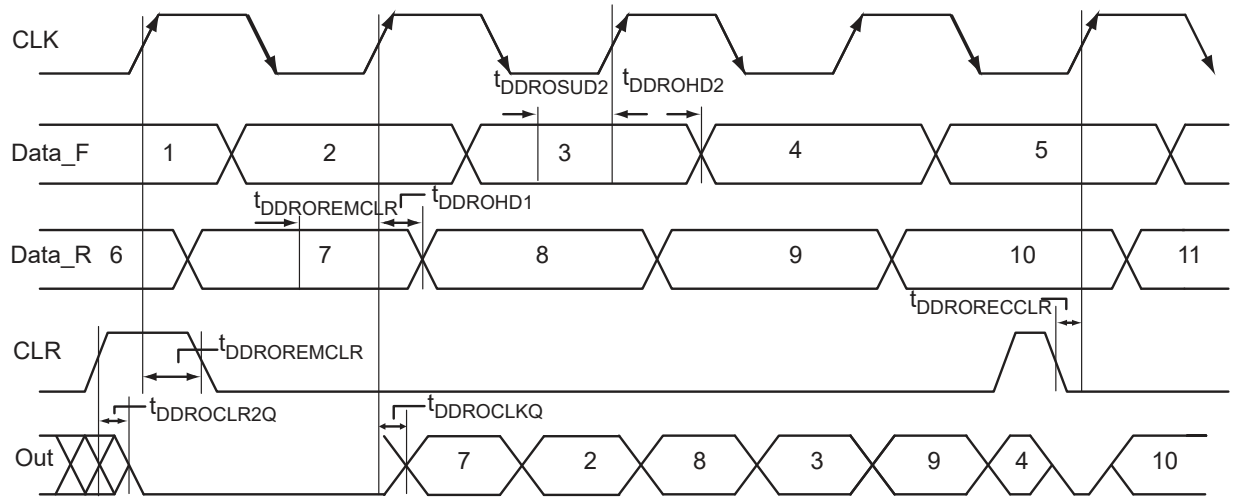 CLK
tDDROSUD2 tDDROHD2
Data_F 1 2 3 4 5
tDDROREMCLR tDDROHD1
Data_R 6 7 8 9 10 11
tDDRORECCLR
CLR
tDDROREMCLR
tDDROCLR2Q tDDROCLKQ
Out 7 2 8 3 9 4 10